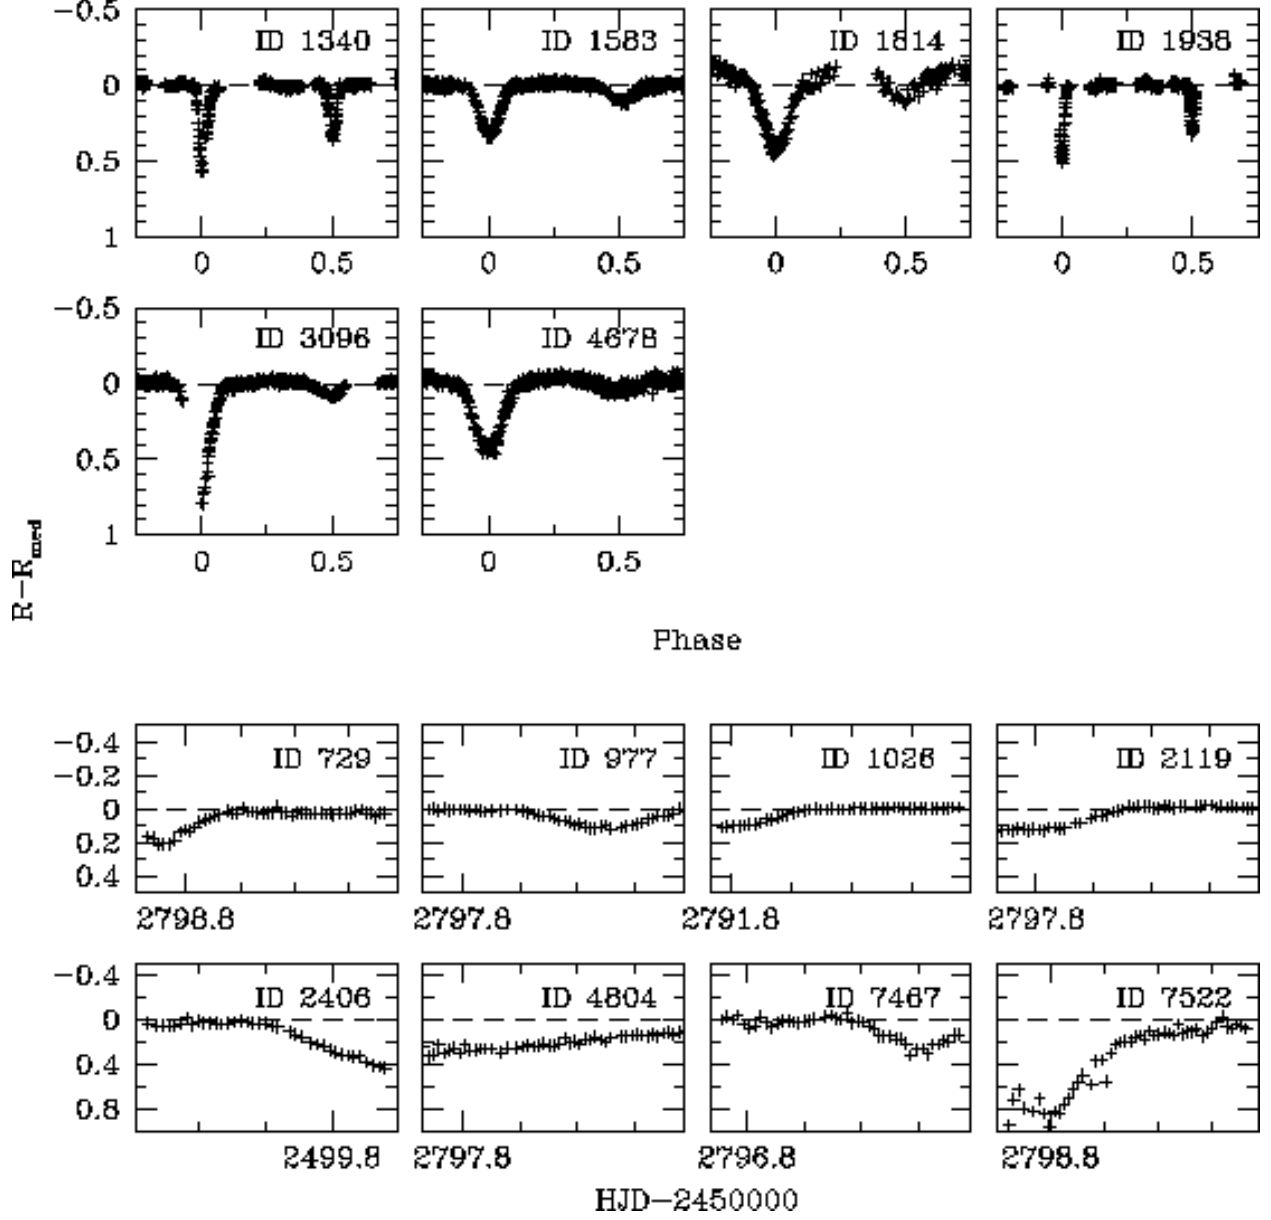 -0.5
0
0.5
1
ID 1340
ID 1583
ID 1814
ID 1938
0 0.5
0 0.5
0 0.5
0 0.5
-0.5
0
0.5
1
ID 3096
ID 4678
0 0.5
0 0.5
R-Rmed
Phase
-0.4
-0.2
0
0.2
0.4
ID 729
ID 977
ID 1026
ID 2119
2798.8
2797.8
2791.8
2797.8
-0.4
0
0.4
0.8
ID 2406
ID 4804
ID 7467
ID 7522
2499.8
2797.8
2796.8
2798.8
HJD-2450000